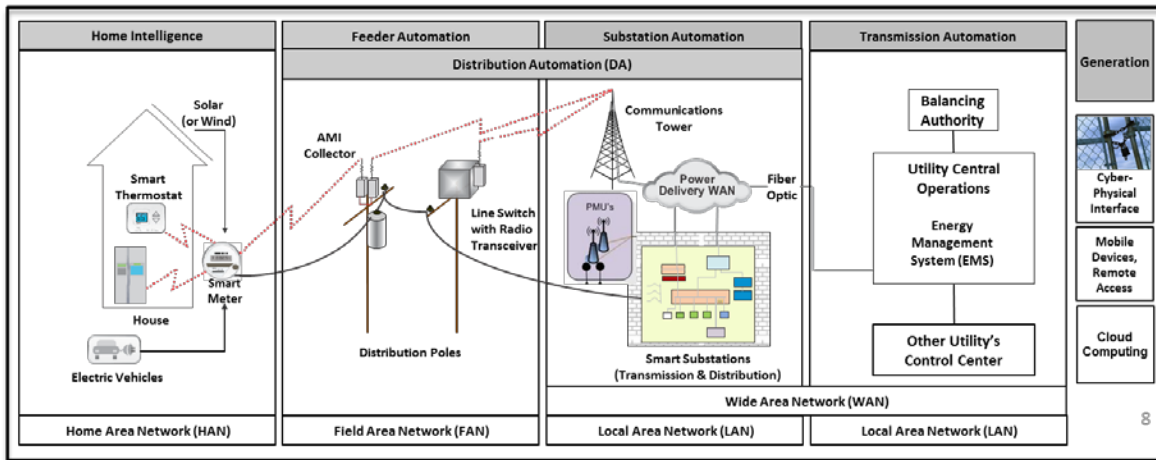 Home Intelligence
Feeder Automation
Substation Automation
Transmission Automation
Generation
Distribution Automation (DA)
Solar
(or Wind)
Smart
Thermostat
Smart
Meter
House
Electric Vehicles
AMI
Collector
Line Switch
with Radio
Transceiver
Distribution Poles
Communications
Tower
Power
Delivery WAN
Fiber
Optic
PMU's
Smart Substations
(Transmission & Distribution)
Balancing
Authority
Utility Central
Operations
Energy
Management
System (EMS)
Other Utility's
Control Center
Cyber-
Physical
Interface
Mobile
Devices,
Remote
Access
Cloud
Computing
Wide Area Network (WAN)
Home Area Network (HAN)
Field Area Network (FAN)
Local Area Network (LAN)
Local Area Network (LAN)
8